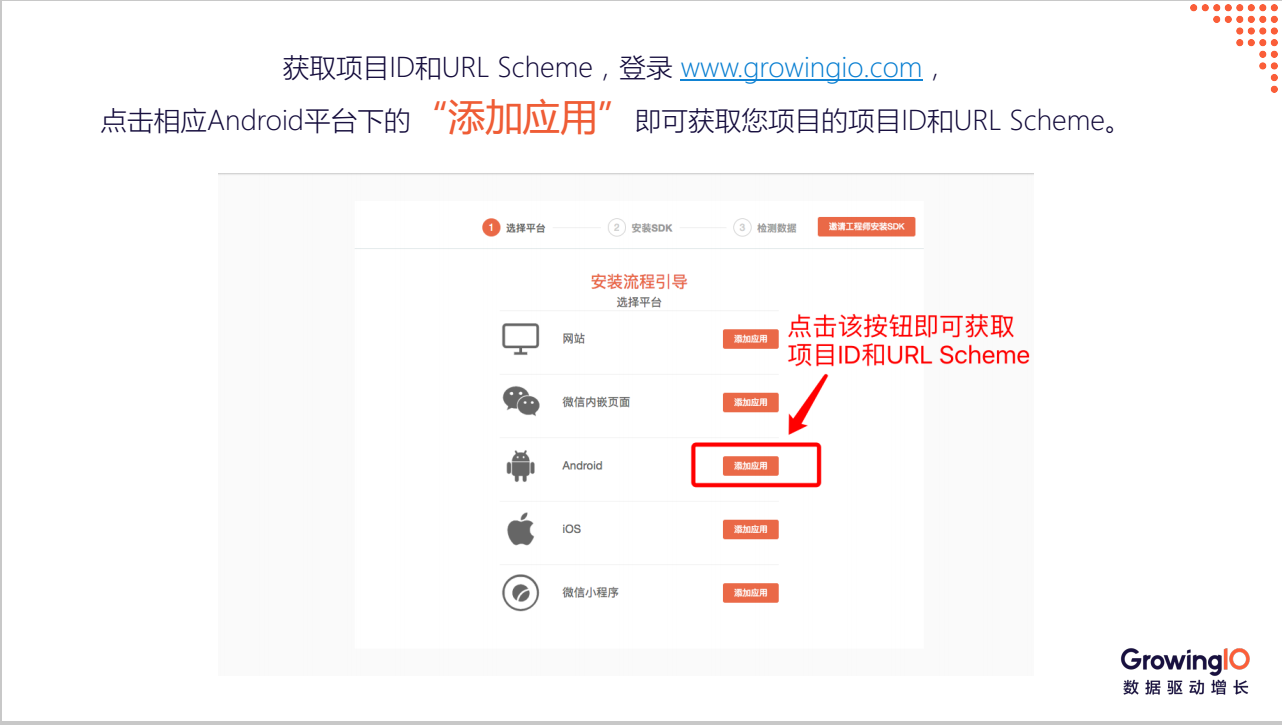 获取项目ID和URL Scheme，登录 www.growingio.com，
点击相应Android平台下的 “添加应用” 即可获取您项目的项目ID和URL Scheme。
1 选择平台 2 安装SDK 3 检测数据 邀请工程师安装SDK
安装流程引导
选择平台
网站 添加应用
点击该按钮即可获取
项目ID和URL Scheme
微信内嵌页面 添加应用
Android 添加应用
iOS 添加应用
微信小程序 添加应用
GrowingIO
数据驱动增长